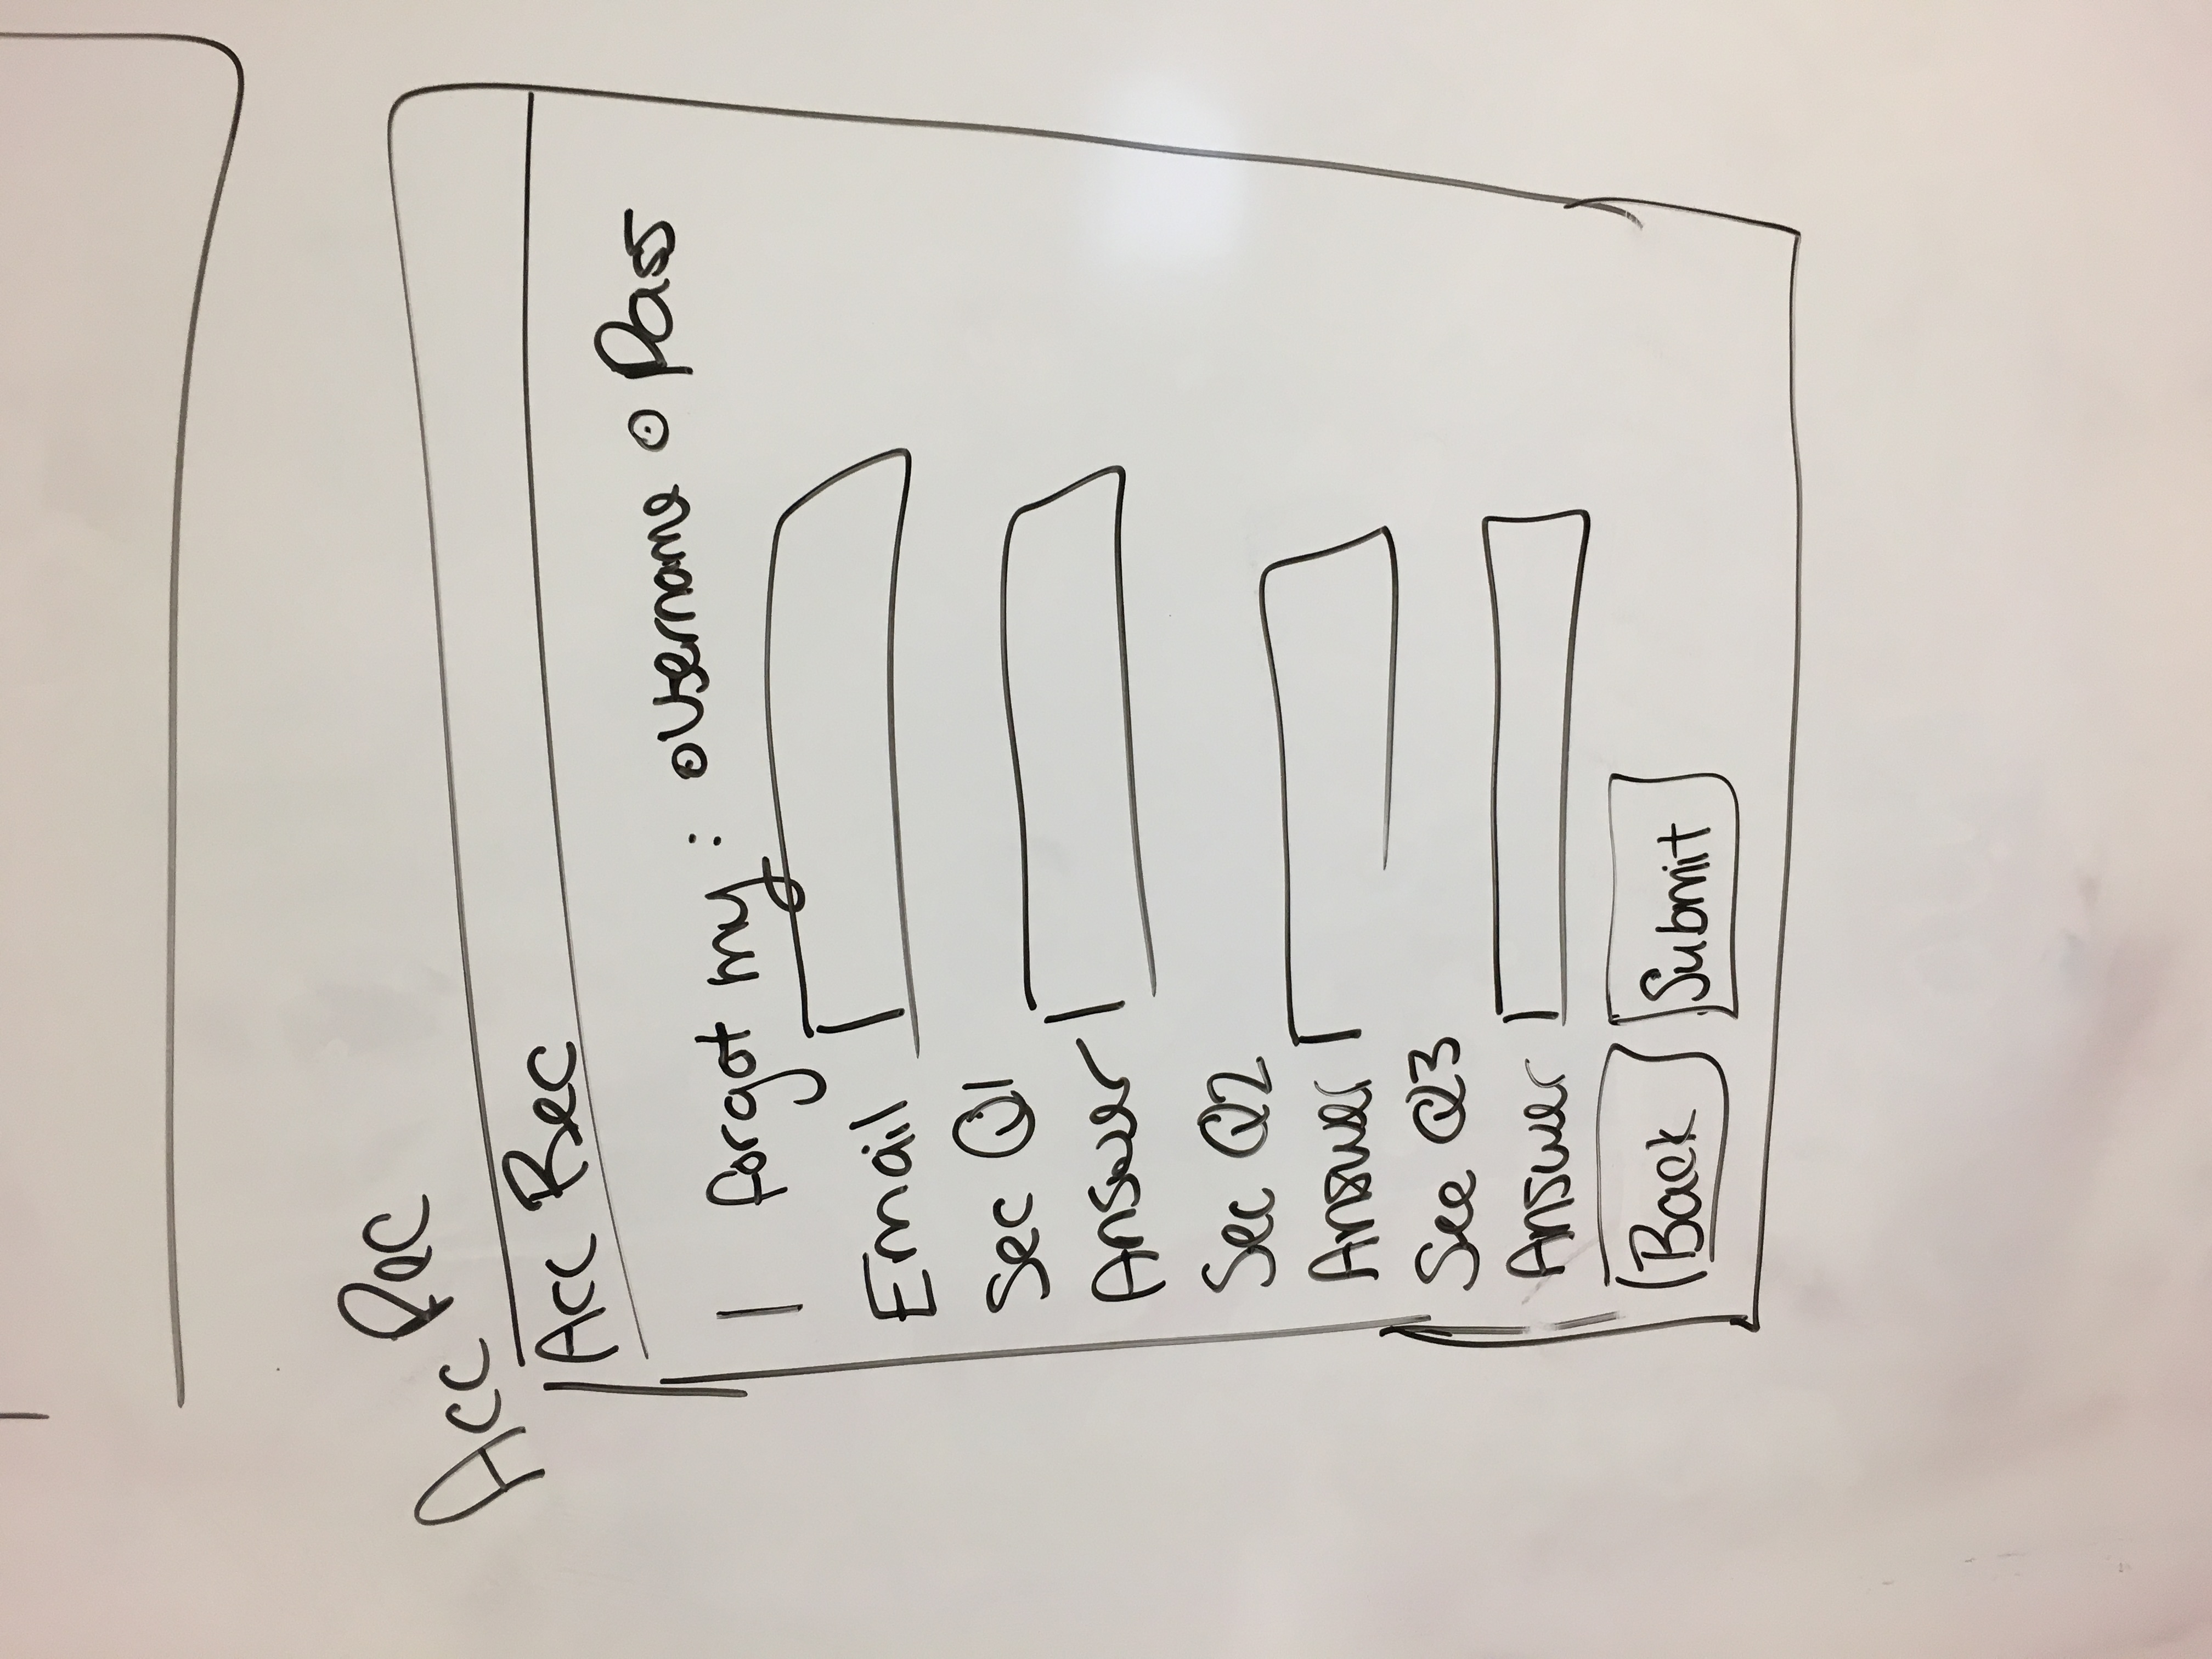 Acc Rec
Acc Rec
I forgot my: Username Pass
Email
Sec Q1
Answer
Sec Q2
Answer
Sec Q3
Answer
Back Submit